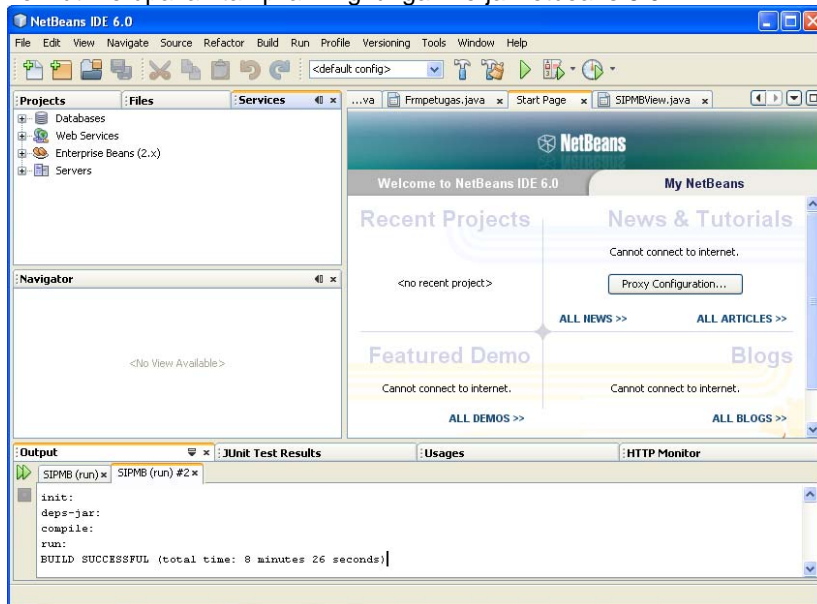 NetBeans IDE 6.0
File Edit View Navigate Source Refactor Build Run Profile Versioning Tools Window Help
<default config>
Projects Files Services
Databases
Web Services
Enterprise Beans (2.x)
Servers
...va Frmpetugas.java x Start Page x SIPMBView.java x
NetBeans
Welcome to NetBeans IDE 6.0 My NetBeans
Recent Projects
<no recent project>
News & Tutorials
Cannot connect to internet.
Proxy Configuration...
ALL NEWS >> ALL ARTICLES >>
Featured Demo
Cannot connect to internet.
ALL DEMOS >>
Blogs
Cannot connect to internet.
ALL BLOGS >>
Navigator
<No View Available>
Output JUnit Test Results Usages HTTP Monitor
SIPMB (run) x SIPMB (run) #2 x
init:
deps-jar:
compile:
run:
BUILD SUCCESSFUL (total time: 8 minutes 26 seconds)